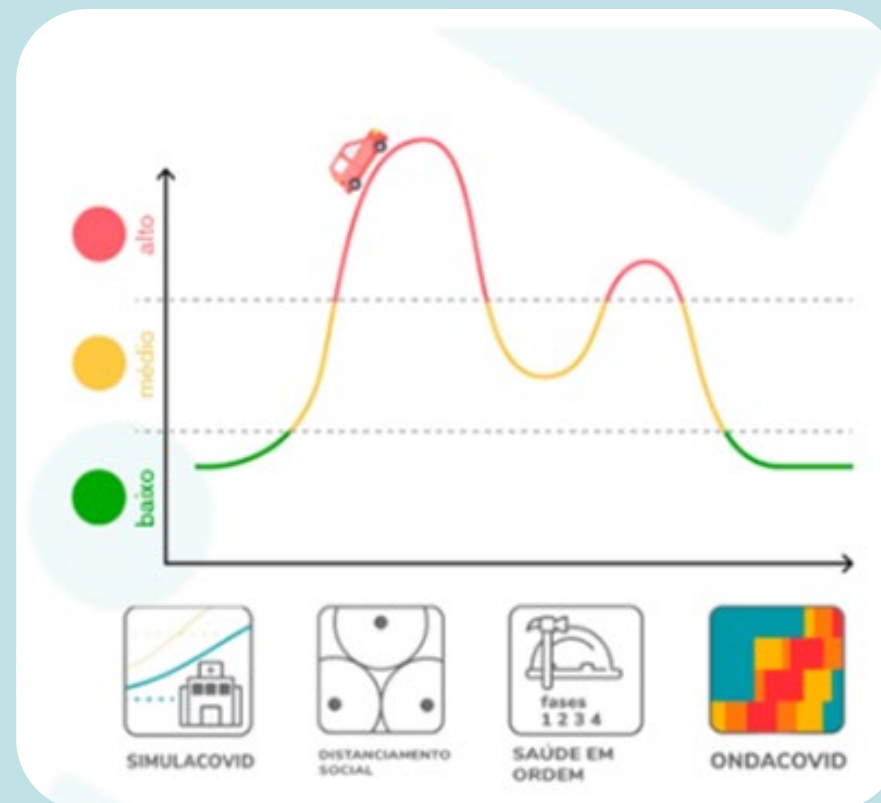 alto
médio
baixo
SIMULACOVID
DISTANCIAMENTO
SOCIAL
fases
1 2 3 4
SAÚDE EM
ORDEM
ONDACOVID